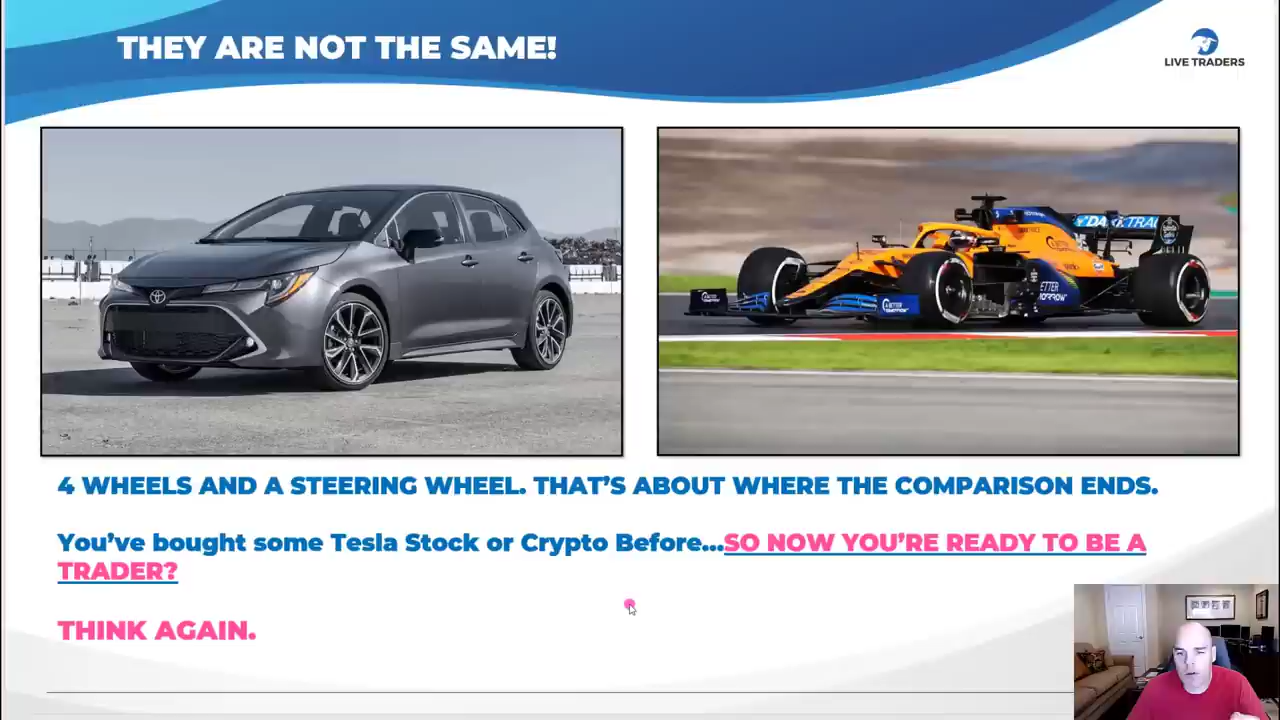 THEY ARE NOT THE SAME!
LIVE TRADERS
4 WHEELS AND A STEERING WHEEL. THAT’S ABOUT WHERE THE COMPARISON ENDS.
You’ve bought some Tesla Stock or Crypto Before...SO NOW YOU’RE READY TO BE A
TRADER?
THINK AGAIN.